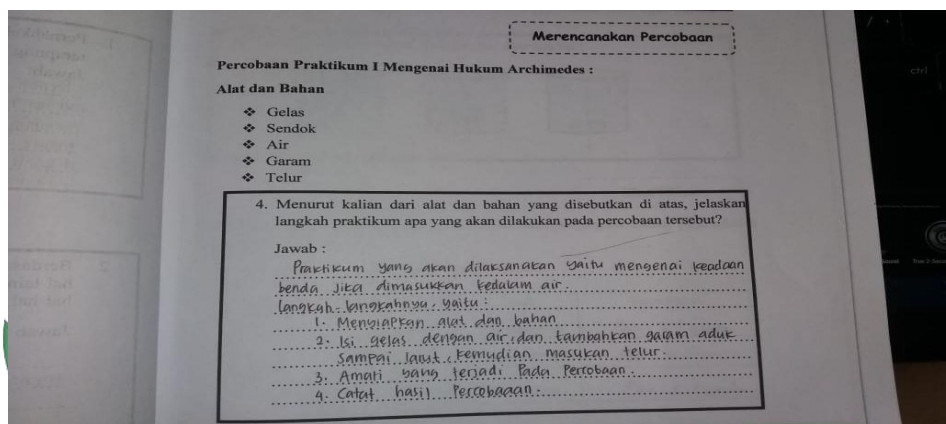 Merencanakan Percobaan
Percobaan Praktikum I Mengenai Hukum Archimedes :
Alat dan Bahan
❖ Gelas
❖ Sendok
❖ Air
❖ Garam
❖ Telur
4. Menurut kalian dari alat dan bahan yang disebutkan di atas, jelaskan
langkah praktikum apa yang akan dilakukan pada percobaan tersebut?
Jawab :
Praktikum yang akan dilaksanakan yaitu mengenai keadaan
benda jika dimasukkan kedalam air.
langkah-langkahnya, yaitu :
1. Menyiapkan alat dan bahan
2. Isi gelas dengan air, dan tambahkan garam aduk
sampai larut, kemudian masukan telur.
3. Amati yang terjadi pada Percobaan.
4. Catat hasil Percobaaan.
ctrl